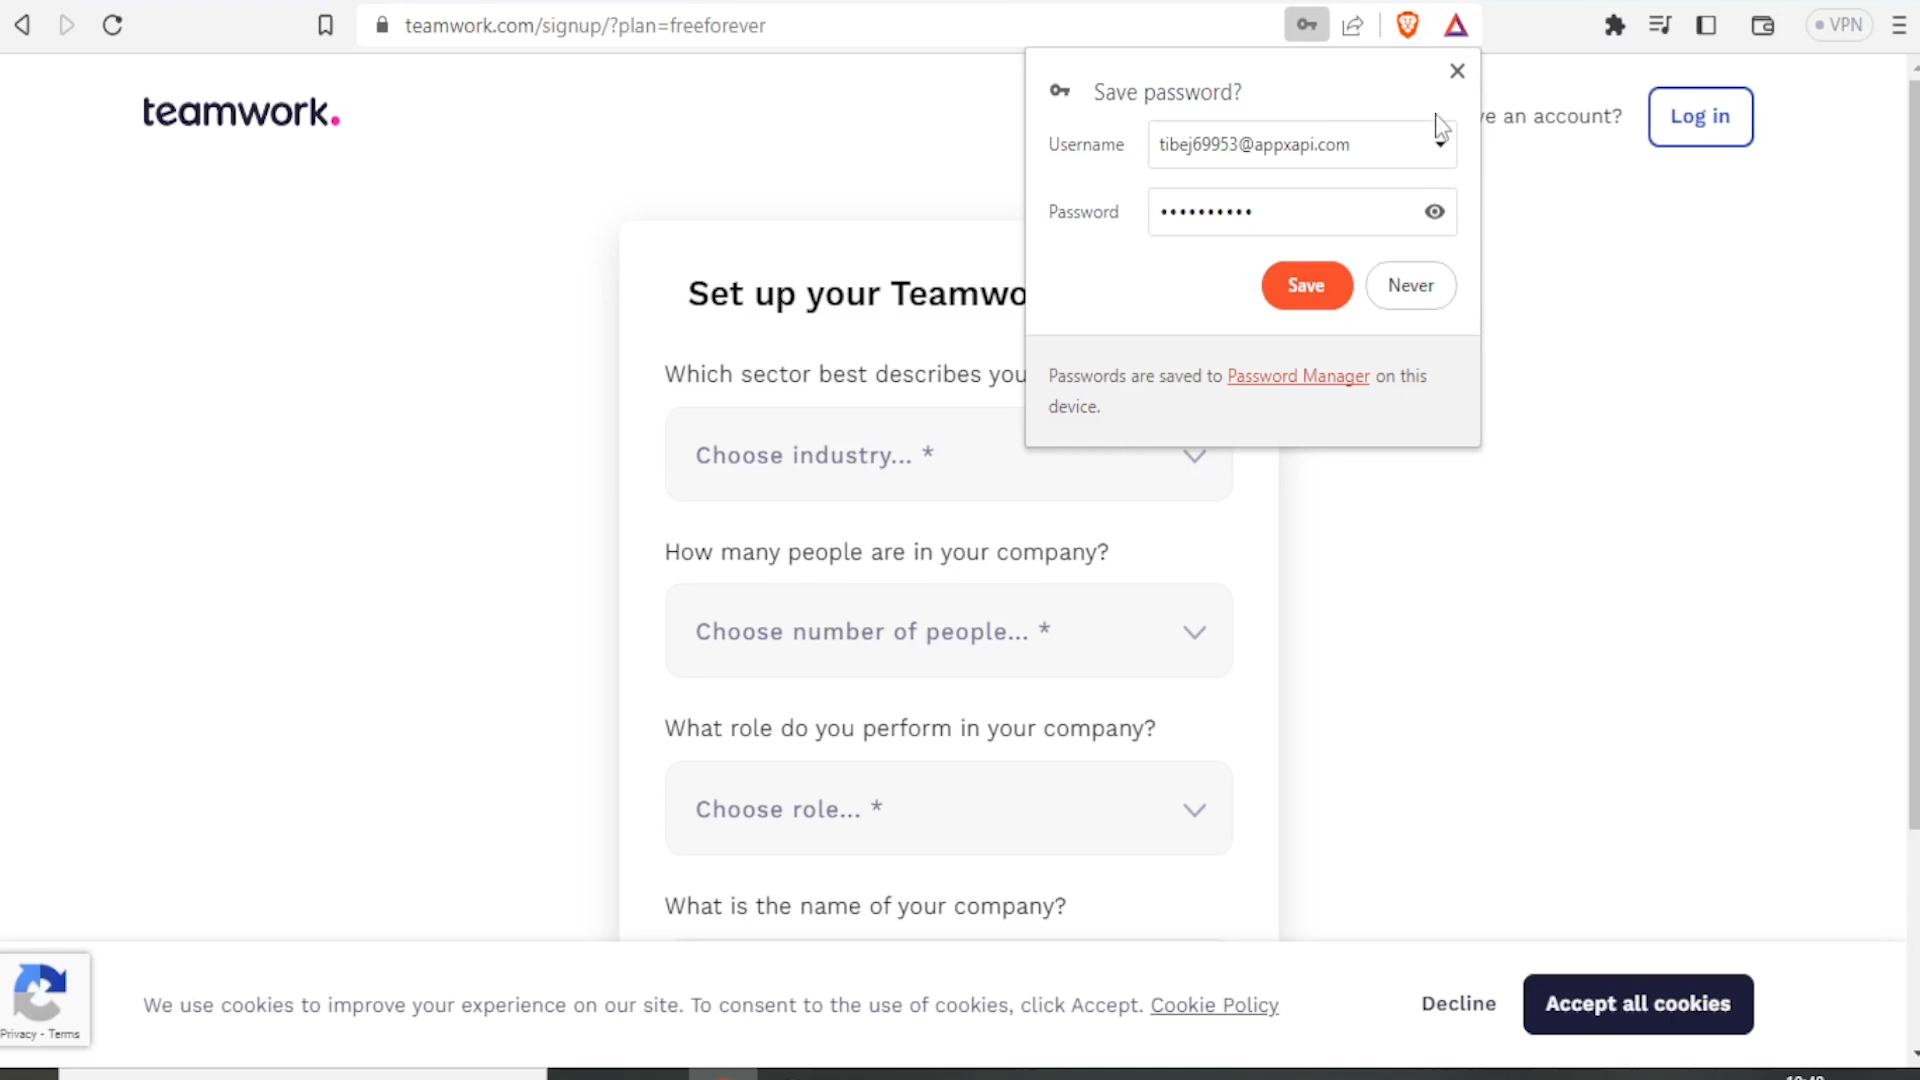 teamwork.com/signup/?plan=freeforever
VPN
teamwork.
ve an account?
Log in
Save password?
Username
tibej69953@appxapi.com
Password
••••••••••
Save
Never
Passwords are saved to Password Manager on this
device.
Set up your Teamwo
Which sector best describes you
Choose industry... *
How many people are in your company?
Choose number of people... *
What role do you perform in your company?
Choose role... *
What is the name of your company?
We use cookies to improve your experience on our site. To consent to the use of cookies, click Accept. Cookie Policy
Decline
Accept all cookies
Privacy - Terms